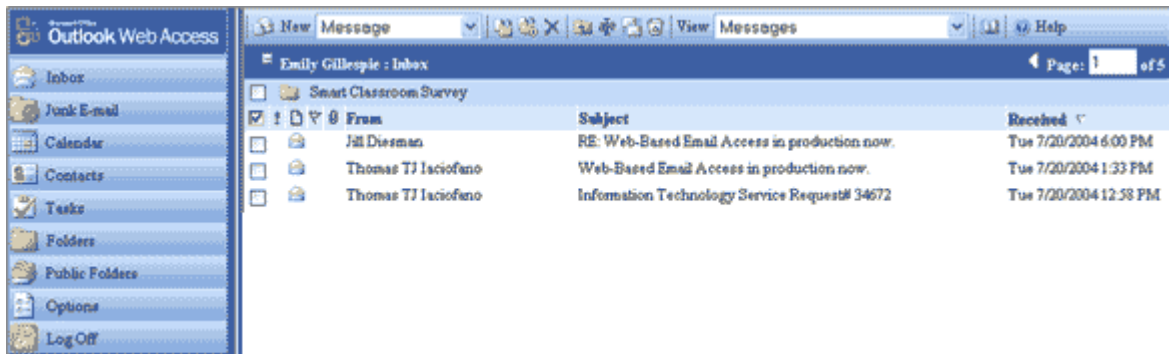 Microsoft Office
Outlook Web Access
Inbox
Junk E-mail
Calendar
Contacts
Tasks
Folders
Public Folders
Options
Log Off
New Message View Messages Help
Emily Gillespie : Inbox Page: 1 of 5
Smart Classroom Survey
! From Subject Received
Jill Diesman RE: Web-Based Email Access in production now. Tue 7/20/2004 6:00 PM
Thomas TJ Iaciofano Web-Based Email Access in production now. Tue 7/20/2004 1:33 PM
Thomas TJ Iaciofano Information Technology Service Request# 34672 Tue 7/20/2004 12:58 PM